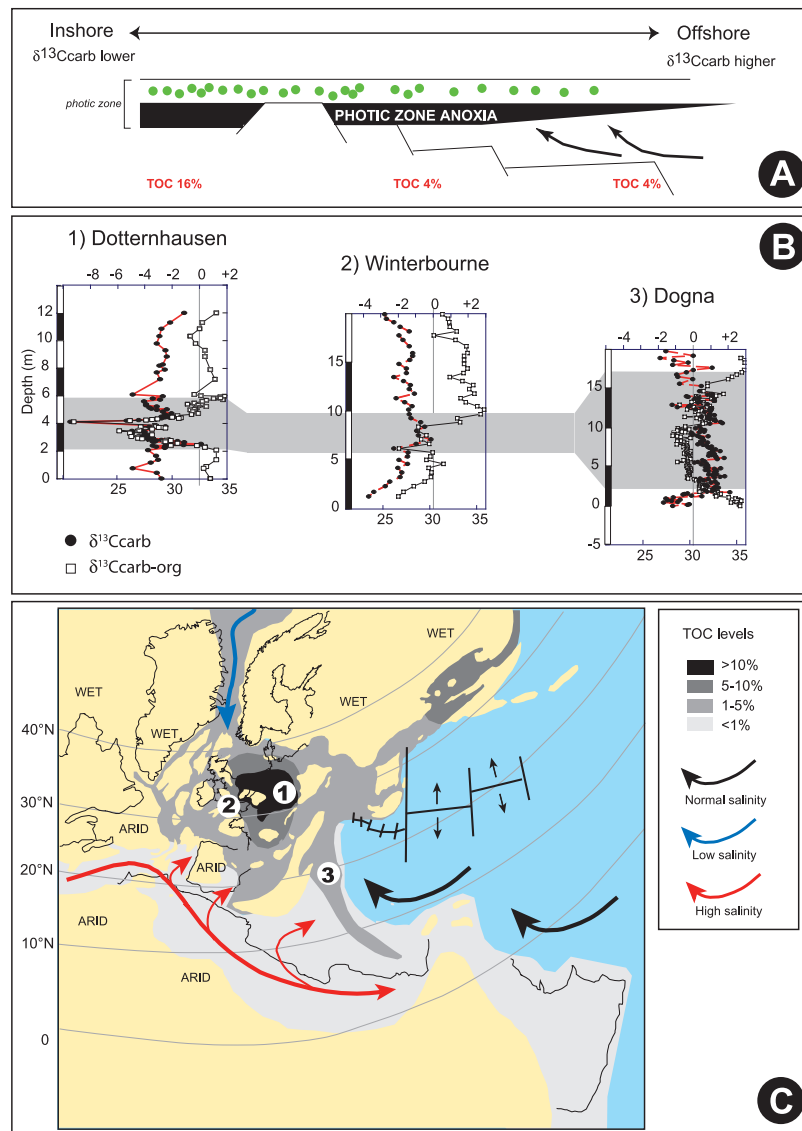 Inshore
Offshore
δ13Ccarb lower
δ13Ccarb higher
photic zone
PHOTIC ZONE ANOXIA
TOC 16%
TOC 4%
TOC 4%
A
B
1) Dotternhausen
-8 -6 -4 -2 0 +2
12
10
8
6
4
2
0
Depth (m)
25 30 35
2) Winterbourne
-4 -2 0 +2
15
10
5
0
25 30 35
3) Dogna
-4 0 +2
15
10
5
0
-5
25 30 35
δ13Ccarb
δ13Ccarb-org
WET
WET
WET
WET
40°N
30°N
20°N
10°N
0
ARID
ARID
ARID
ARID
1
2
3
TOC levels
>10%
5-10%
1-5%
<1%
Normal salinity
Low salinity
High salinity
C